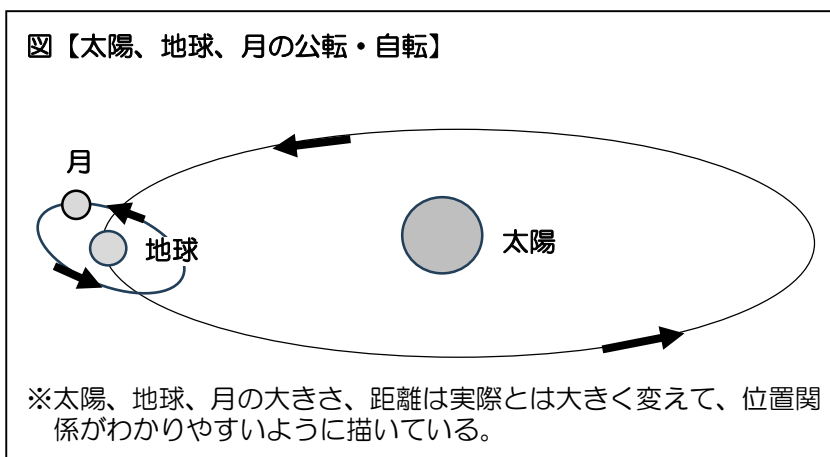 図【太陽、地球、月の公転・自転】
月
地球
太陽
※太陽、地球、月の大きさ、距離は実際とは大きく変えて、位置関
係がわかりやすいように描いている。